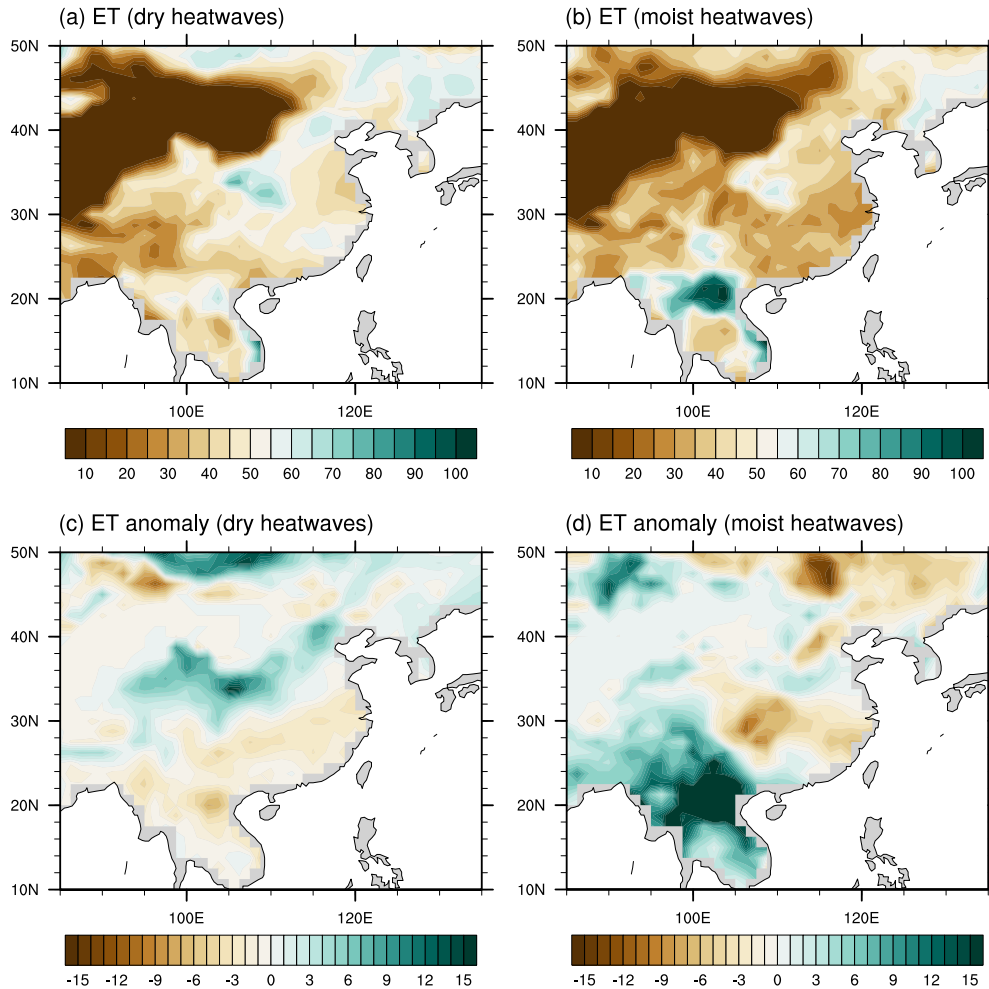 (a) ET (dry heatwaves)
(b) ET (moist heatwaves)
50N
50N
40N
40N
30N
30N
20N
20N
10N
10N
100E
120E
100E
120E
10 20 30 40 50 60 70 80 90 100
10 20 30 40 50 60 70 80 90 100
(c) ET anomaly (dry heatwaves)
(d) ET anomaly (moist heatwaves)
50N
50N
40N
40N
30N
30N
20N
20N
10N
10N
100E
120E
100E
120E
-15 -12 -9 -6 -3 0 3 6 9 12 15
-15 -12 -9 -6 -3 0 3 6 9 12 15